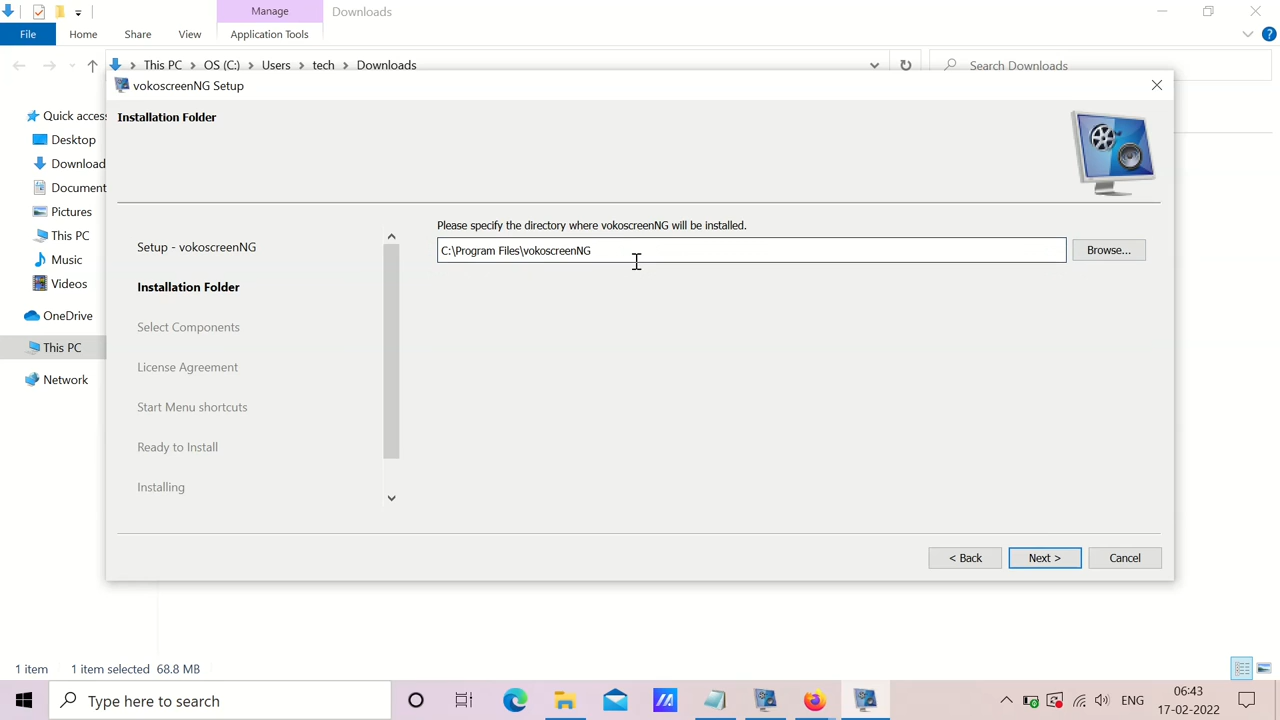 Manage
Downloads
File
Home
Share
View
Application Tools
This PC
OS (C:)
Users
tech
Downloads
Search Downloads
vokoscreenNG Setup
Installation Folder
Quick access
Desktop
Download
Document
Pictures
This PC
Music
Videos
OneDrive
This PC
Network
Setup - vokoscreenNG
Installation Folder
Select Components
License Agreement
Start Menu shortcuts
Ready to Install
Installing
Please specify the directory where vokoscreenNG will be installed.
C:\Program Files\vokoscreenNG
Browse...
< Back
Next >
Cancel
1 item
1 item selected 68.8 MB
Type here to search
ENG
06:43
17-02-2022